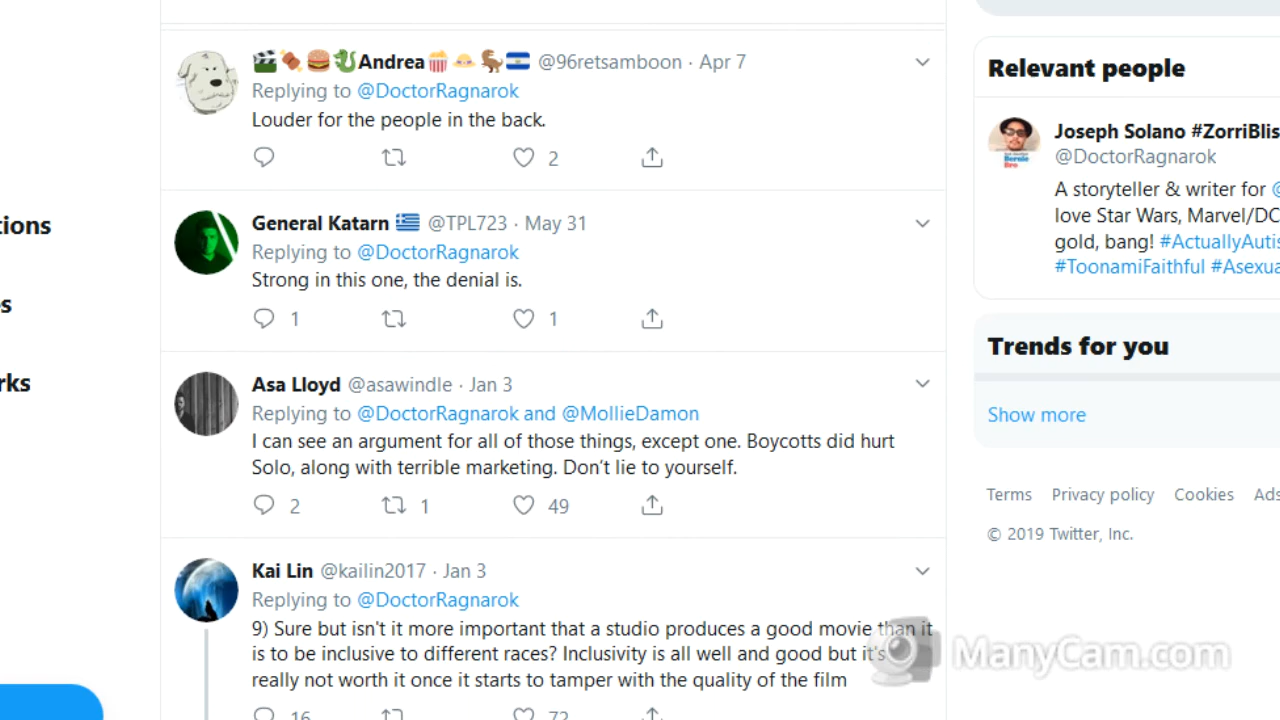 🎬🍖🍔🐍Andrea🍿👒🦖🇸🇻 @96retsamboon · Apr 7
Replying to @DoctorRagnarok
Louder for the people in the back.
2
General Katarn 🇬🇷 @TPL723 · May 31
Replying to @DoctorRagnarok
Strong in this one, the denial is.
1 1
Asa Lloyd @asawindle · Jan 3
Replying to @DoctorRagnarok and @MollieDamon
I can see an argument for all of those things, except one. Boycotts did hurt
Solo, along with terrible marketing. Don't lie to yourself.
2 1 49
Kai Lin @kailin2017 · Jan 3
Replying to @DoctorRagnarok
9) Sure but isn't it more important that a studio produces a good movie than it
is to be inclusive to different races? Inclusivity is all well and good but it's
really not worth it once it starts to tamper with the quality of the film
16 72
tions
s
rks
Relevant people
Joseph Solano #ZorriBlis
@DoctorRagnarok
A storyteller & writer for @
love Star Wars, Marvel/DC
gold, bang! #ActuallyAutis
#ToonamiFaithful #Asexua
Trends for you
Show more
Terms Privacy policy Cookies Ads
© 2019 Twitter, Inc.
ManyCam.com